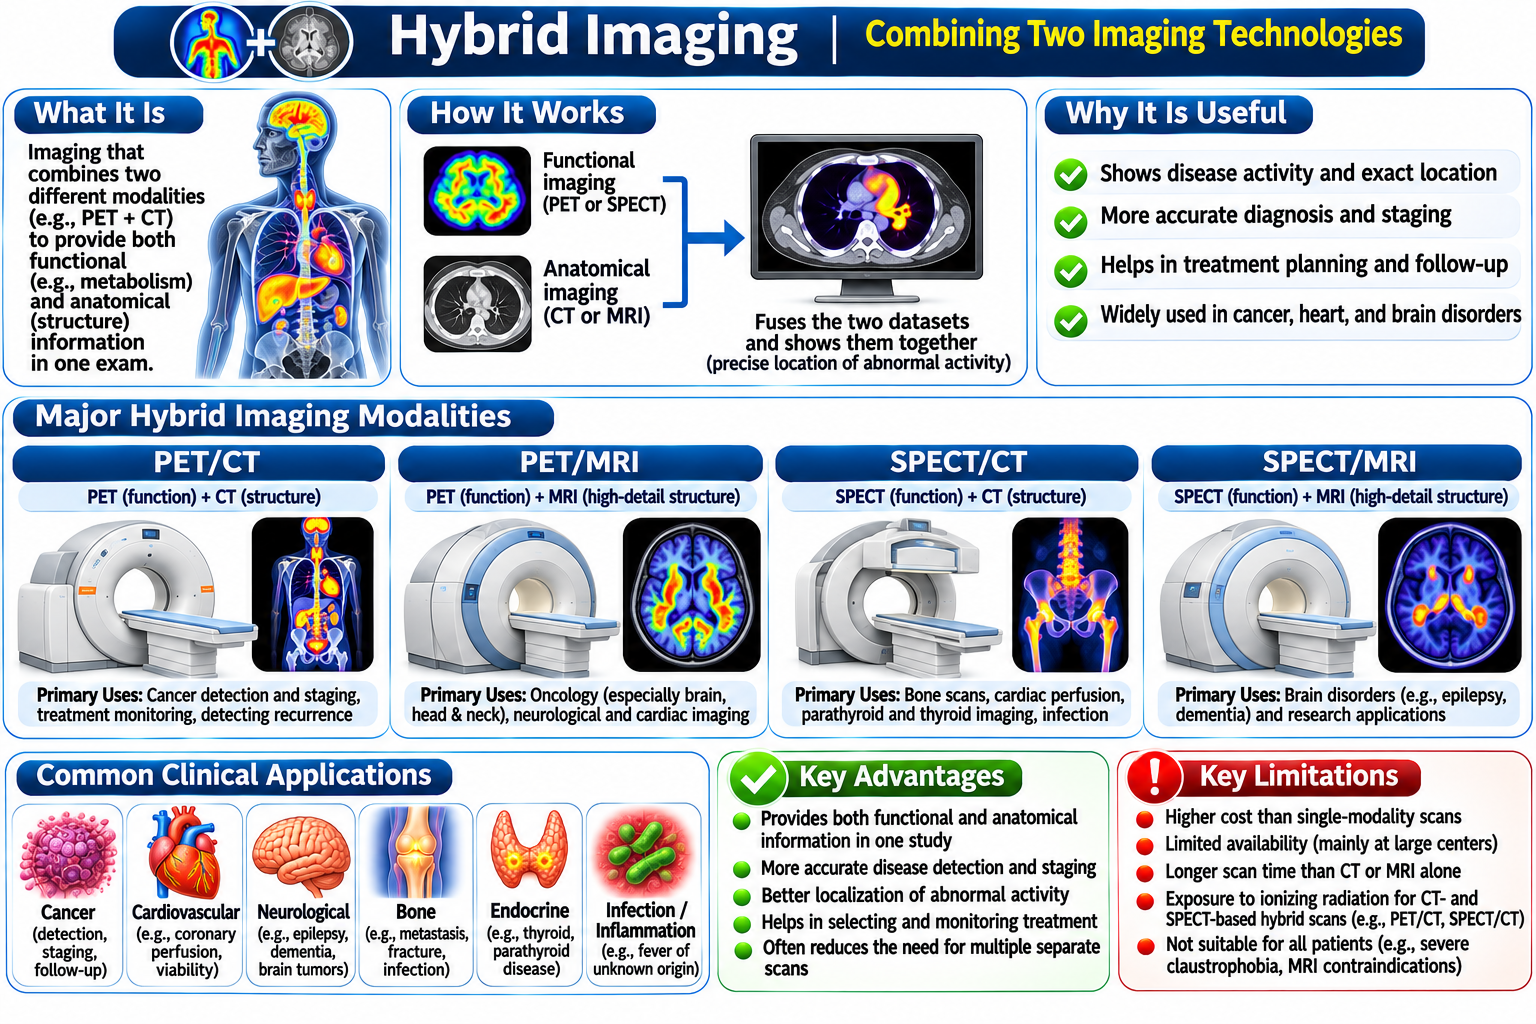 Hybrid Imaging
Combining Two Imaging Technologies
What It Is
Imaging that
combines two
different modalities
(e.g., PET + CT)
to provide both
functional
(e.g., metabolism)
and anatomical
(structure)
information
in one exam.
How It Works
Functional
imaging
(PET or SPECT)
Anatomical
imaging
(CT or MRI)
Fuses the two datasets
and shows them together
(precise location of abnormal activity)
Why It Is Useful
Shows disease activity and exact location
More accurate diagnosis and staging
Helps in treatment planning and follow-up
Widely used in cancer, heart, and brain disorders
Major Hybrid Imaging Modalities
PET/CT
PET (function) + CT (structure)
Primary Uses: Cancer detection and staging,
treatment monitoring, detecting recurrence
PET/MRI
PET (function) + MRI (high-detail structure)
Primary Uses: Oncology (especially brain,
head & neck), neurological and cardiac imaging
SPECT/CT
SPECT (function) + CT (structure)
Primary Uses: Bone scans, cardiac perfusion,
parathyroid and thyroid imaging, infection
SPECT/MRI
SPECT (function) + MRI (high-detail structure)
Primary Uses: Brain disorders (e.g., epilepsy,
dementia) and research applications
Common Clinical Applications
Cancer
(detection,
staging,
follow-up)
Cardiovascular
(e.g., coronary
perfusion,
viability)
Neurological
(e.g., epilepsy,
dementia,
brain tumors)
Bone
(e.g., metastasis,
fracture,
infection)
Endocrine
(e.g., thyroid,
parathyroid
disease)
Infection /
Inflammation
(e.g., fever of
unknown origin)
Key Advantages
Provides both functional and anatomical
information in one study
More accurate disease detection and staging
Better localization of abnormal activity
Helps in selecting and monitoring treatment
Often reduces the need for multiple separate
scans
Key Limitations
Higher cost than single-modality scans
Limited availability (mainly at large centers)
Longer scan time than CT or MRI alone
Exposure to ionizing radiation for CT- and
SPECT-based hybrid scans (e.g., PET/CT, SPECT/CT)
Not suitable for all patients (e.g., severe
claustrophobia, MRI contraindications)